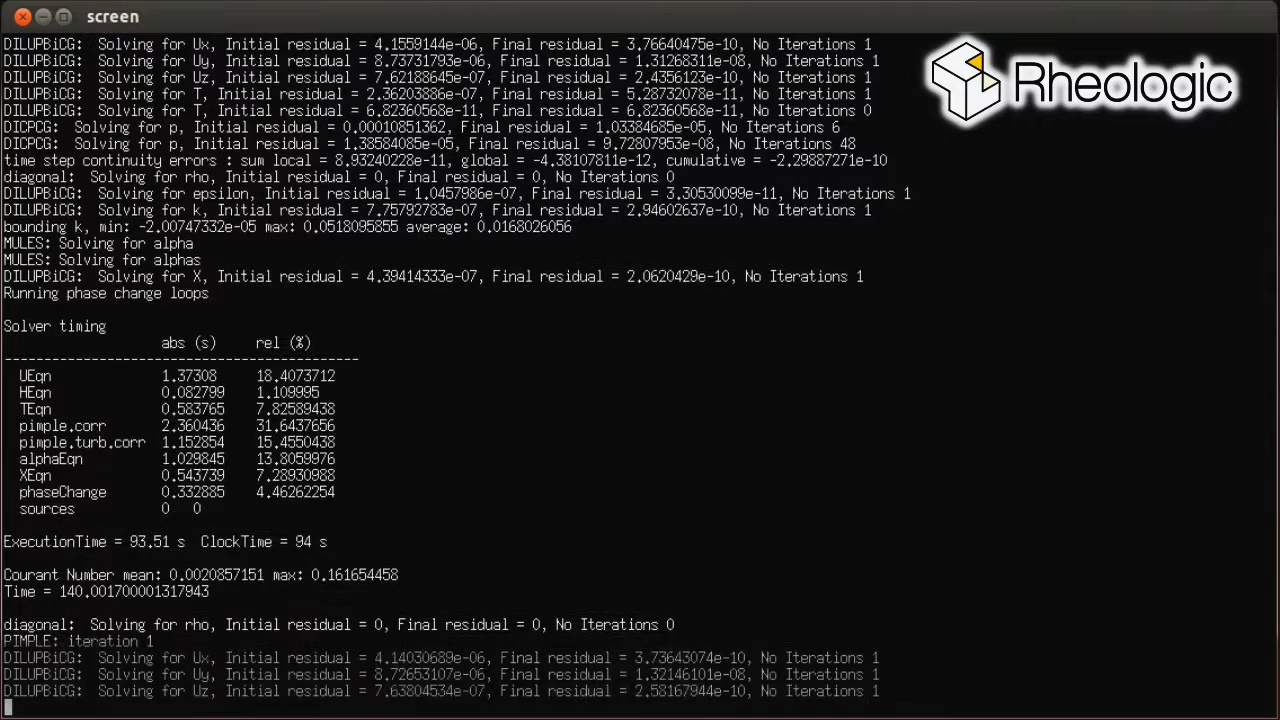 screen
DILUPBiCG:  Solving for Ux, Initial residual = 4.1559144e-06, Final residual = 3.76640475e-10, No Iterations 1
DILUPBiCG:  Solving for Uy, Initial residual = 8.73731793e-06, Final residual = 1.31268311e-08, No Iterations 1
DILUPBiCG:  Solving for Uz, Initial residual = 7.62188645e-07, Final residual = 2.4356123e-10, No Iterations 1
DILUPBiCG:  Solving for T, Initial residual = 2.36203986e-07, Final residual = 5.28732078e-11, No Iterations 1
DILUPBiCG:  Solving for T, Initial residual = 6.82360568e-11, Final residual = 6.82360568e-11, No Iterations 0
DICPCG:  Solving for p, Initial residual = 0.00010851362, Final residual = 1.03384685e-05, No Iterations 6
DICPCG:  Solving for p, Initial residual = 1.38584085e-05, Final residual = 9.72807953e-08, No Iterations 48
time step continuity errors : sum local = 8.93240228e-11, global = -4.38107811e-12, cumulative = -2.29887271e-10
diagonal:  Solving for rho, Initial residual = 0, Final residual = 0, No Iterations 0
DILUPBiCG:  Solving for epsilon, Initial residual = 1.0457986e-07, Final residual = 3.30530099e-11, No Iterations 1
DILUPBiCG:  Solving for k, Initial residual = 7.75792783e-07, Final residual = 2.94602637e-10, No Iterations 1
bounding k, min: -2.00747332e-05 max: 0.0518095855 average: 0.0168026056
MULES: Solving for alpha
MULES: Solving for alphas
DILUPBiCG:  Solving for X, Initial residual = 4.39414333e-07, Final residual = 2.0620429e-10, No Iterations 1
Running phase change loops
Solver timing
abs (s)     rel (%)
---------------------------------------------
UEqn     1.37308     18.4073712
HEqn     0.082799    1.109995
TEqn     0.583765    7.82589438
pimple.corr     2.360436    31.6437656
pimple.turb.corr  1.152854    15.4550438
alphaEqn     1.029845    13.8059976
XEqn     0.543739    7.28930988
phaseChange     0.332885    4.46262254
sources     0   0
ExecutionTime = 93.51 s  ClockTime = 94 s
Courant Number mean: 0.0020857151 max: 0.161654458
Time = 140.001700001317943
diagonal:  Solving for rho, Initial residual = 0, Final residual = 0, No Iterations 0
PIMPLE: iteration 1
DILUPBiCG:  Solving for Ux, Initial residual = 4.14030689e-06, Final residual = 3.73643074e-10, No Iterations 1
DILUPBiCG:  Solving for Uy, Initial residual = 8.72653107e-06, Final residual = 1.32146101e-08, No Iterations 1
DILUPBiCG:  Solving for Uz, Initial residual = 7.63804534e-07, Final residual = 2.58167944e-10, No Iterations 1
Rheologic